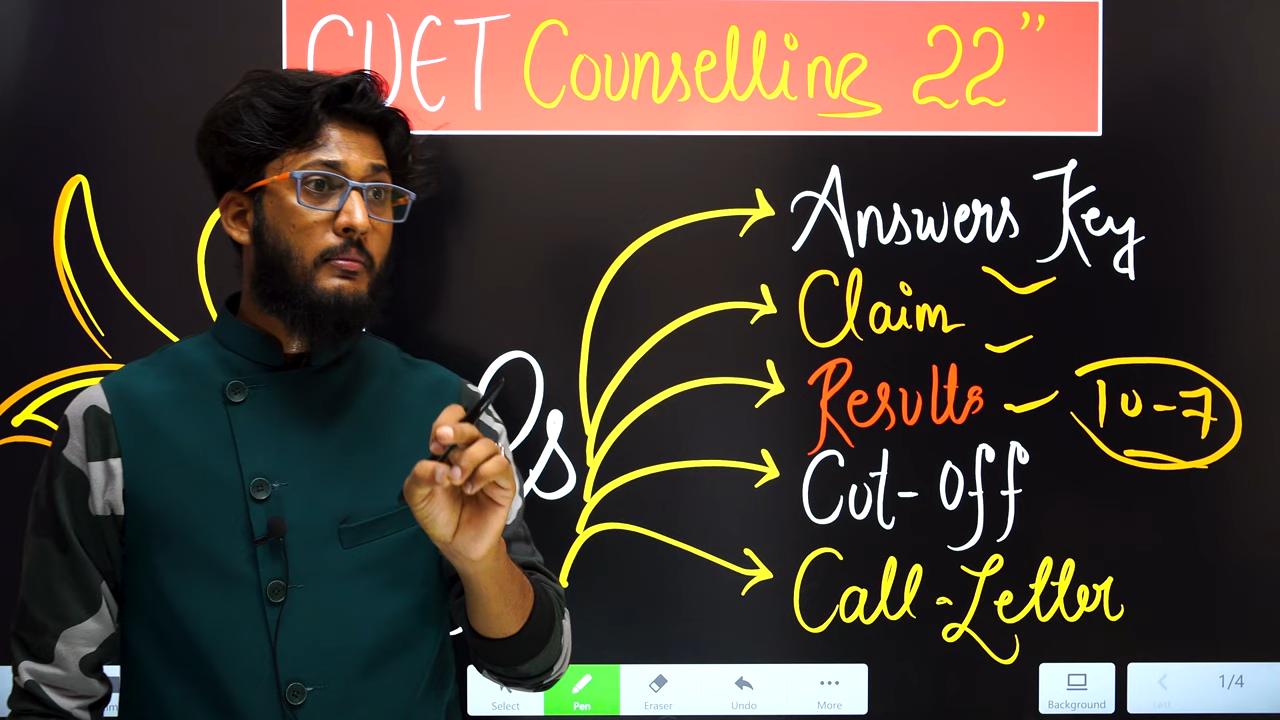 CUET Counselling 22”
Answers Key
Claim
Results - 10-7
Cut-Off
Call-Letter
Select
Pen
Eraser
Undo
More
Background
1/4
Last